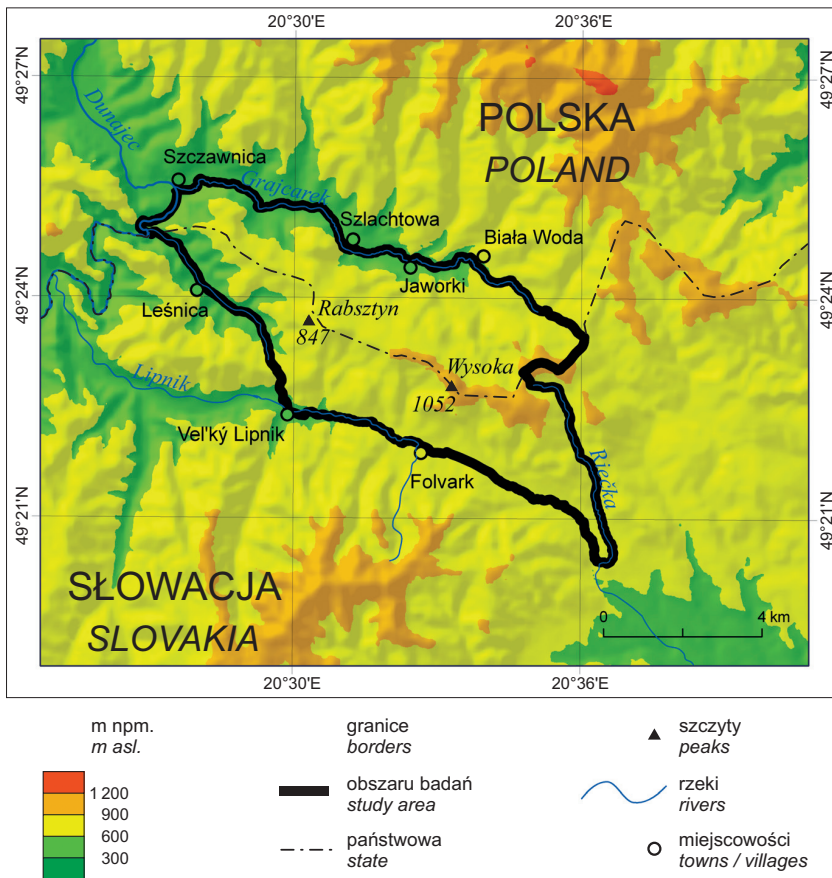 20°30'E 20°36'E
49°27'N 49°27'N
Dunajec
POLSKA
POLAND
Szczawnica
Grajcarek
Szlachtowa
Biała Woda
Jaworki
49°24'N 49°24'N
Leśnica
Rabsztyn
847
Wysoka
1052
Lipnik
Vel'ký Lipnik
Folvark
Riečka
49°21'N 49°21'N
SŁOWACJA
SLOVAKIA
0 4 km
20°30'E 20°36'E
m npm.
m asl.
1 200
900
600
300
granice
borders
obszaru badań
study area
państwowa
state
szczyty
peaks
rzeki
rivers
miejscowości
towns / villages